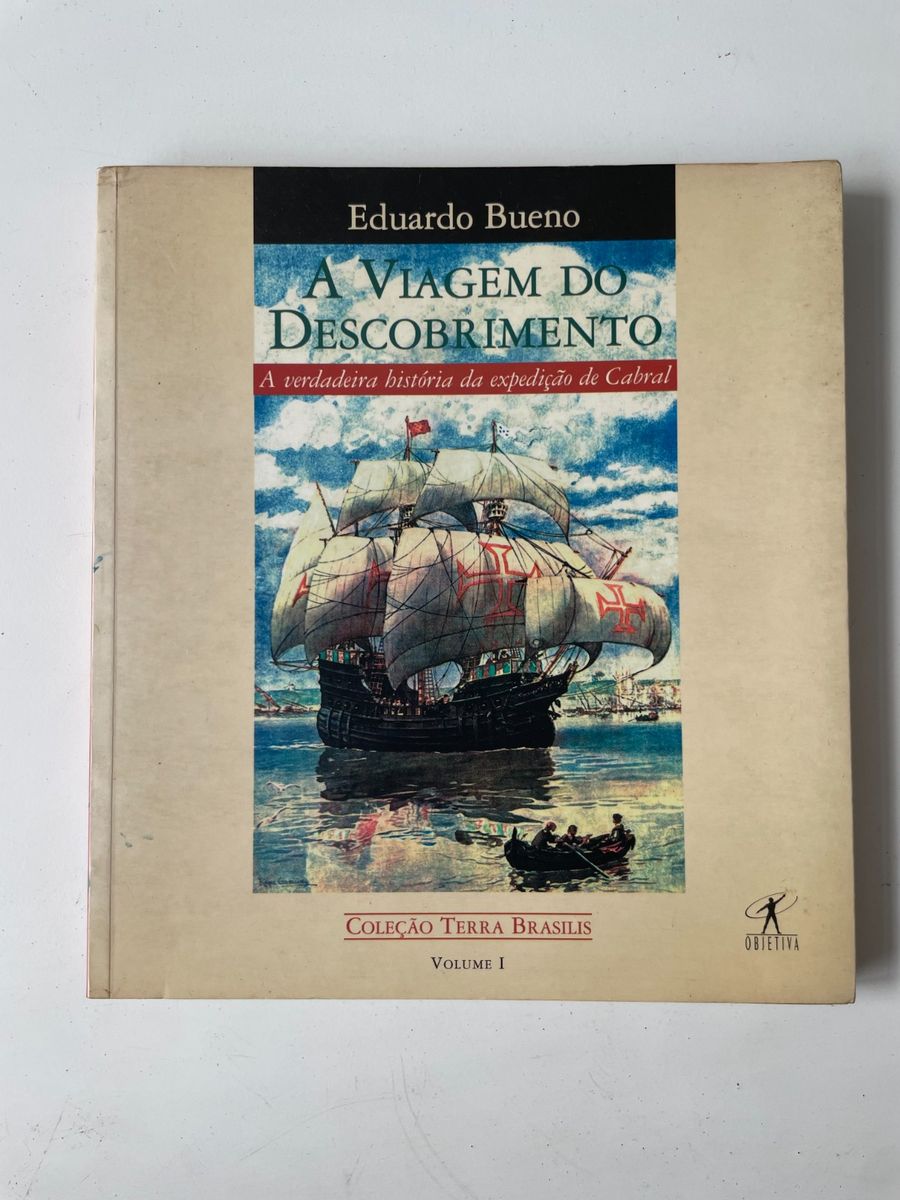 Eduardo Bueno
A VIAGEM DO
DESCOBRIMENTO
A verdadeira história da expedição de Cabral
COLEÇÃO TERRA BRASILIS
VOLUME I
OBJETIVA